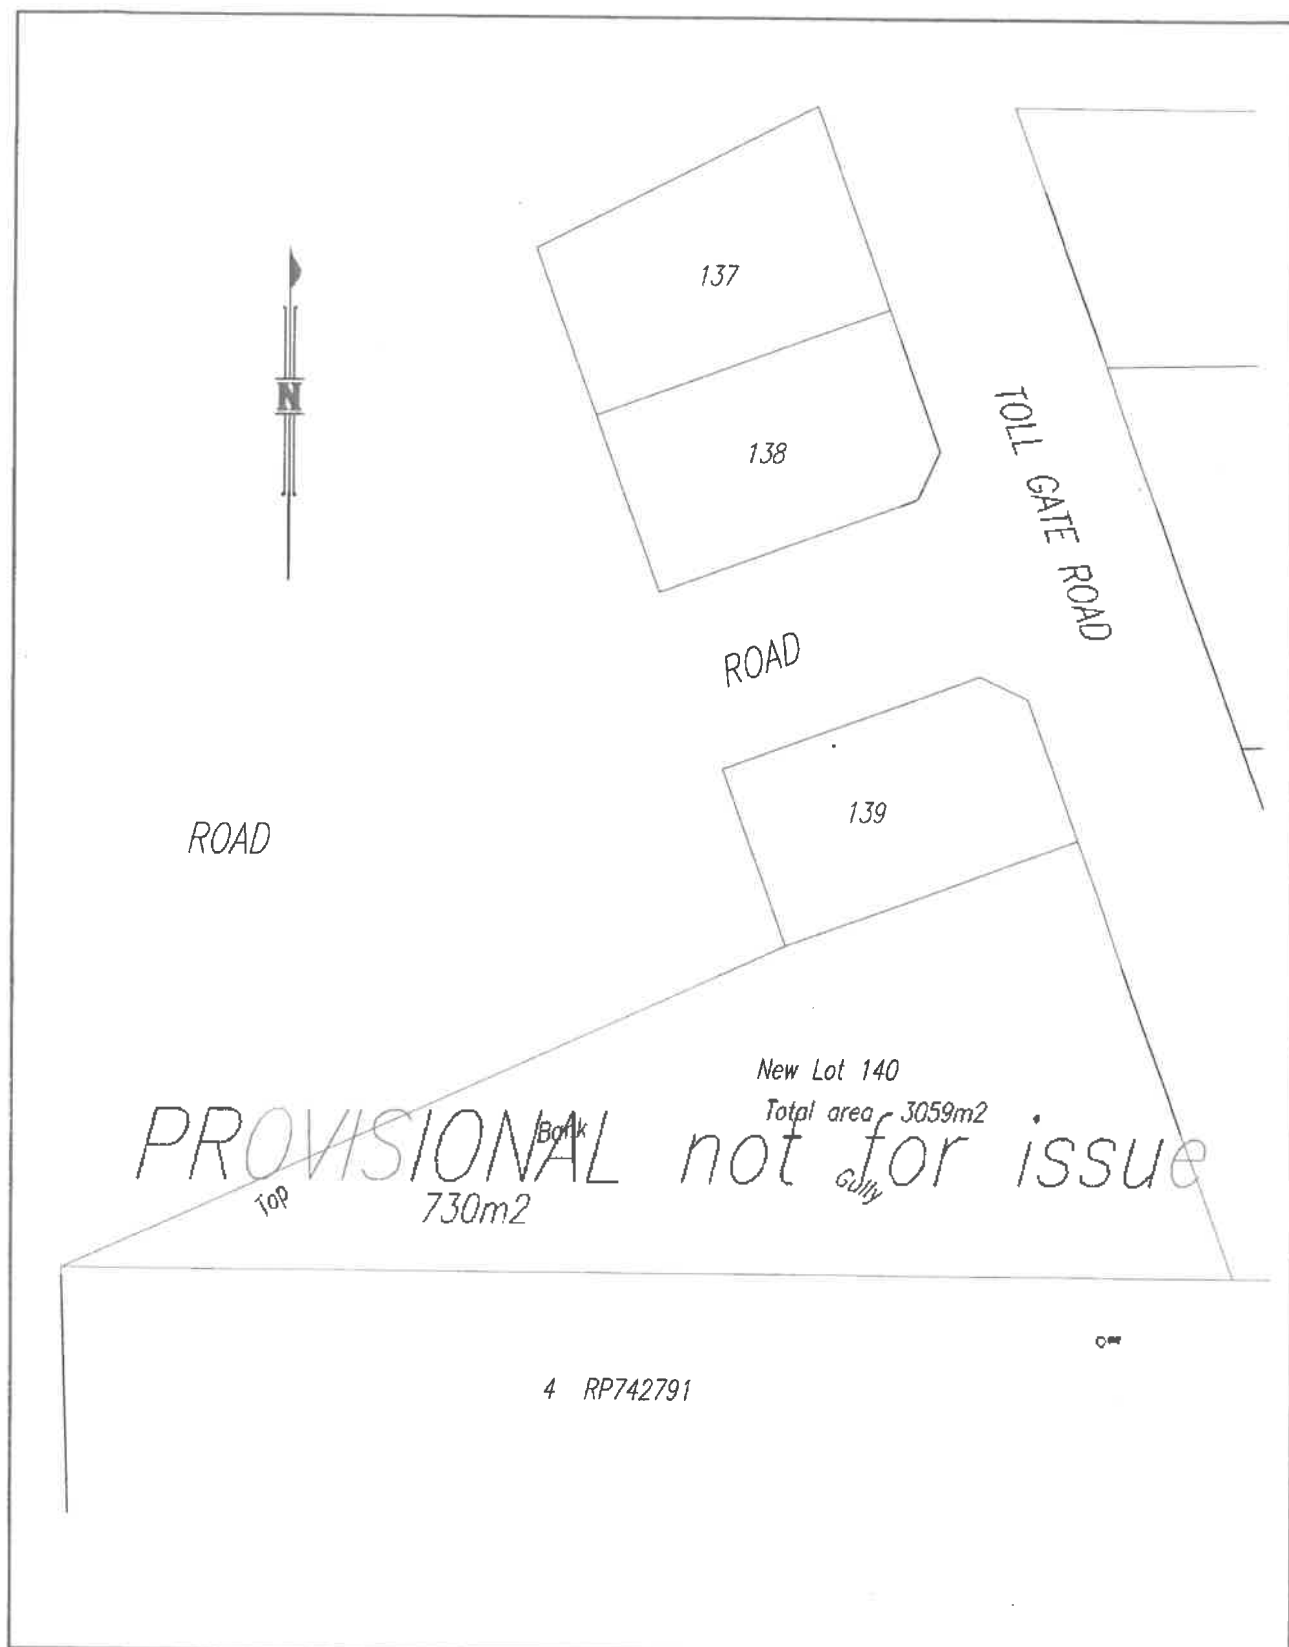 137
N
138
TOLL GATE ROAD
ROAD
139
ROAD
New Lot 140
Total area - 3059m2
PROVISIONAL not for issue
Bank
Gully
Top
730m2
4 RP742791